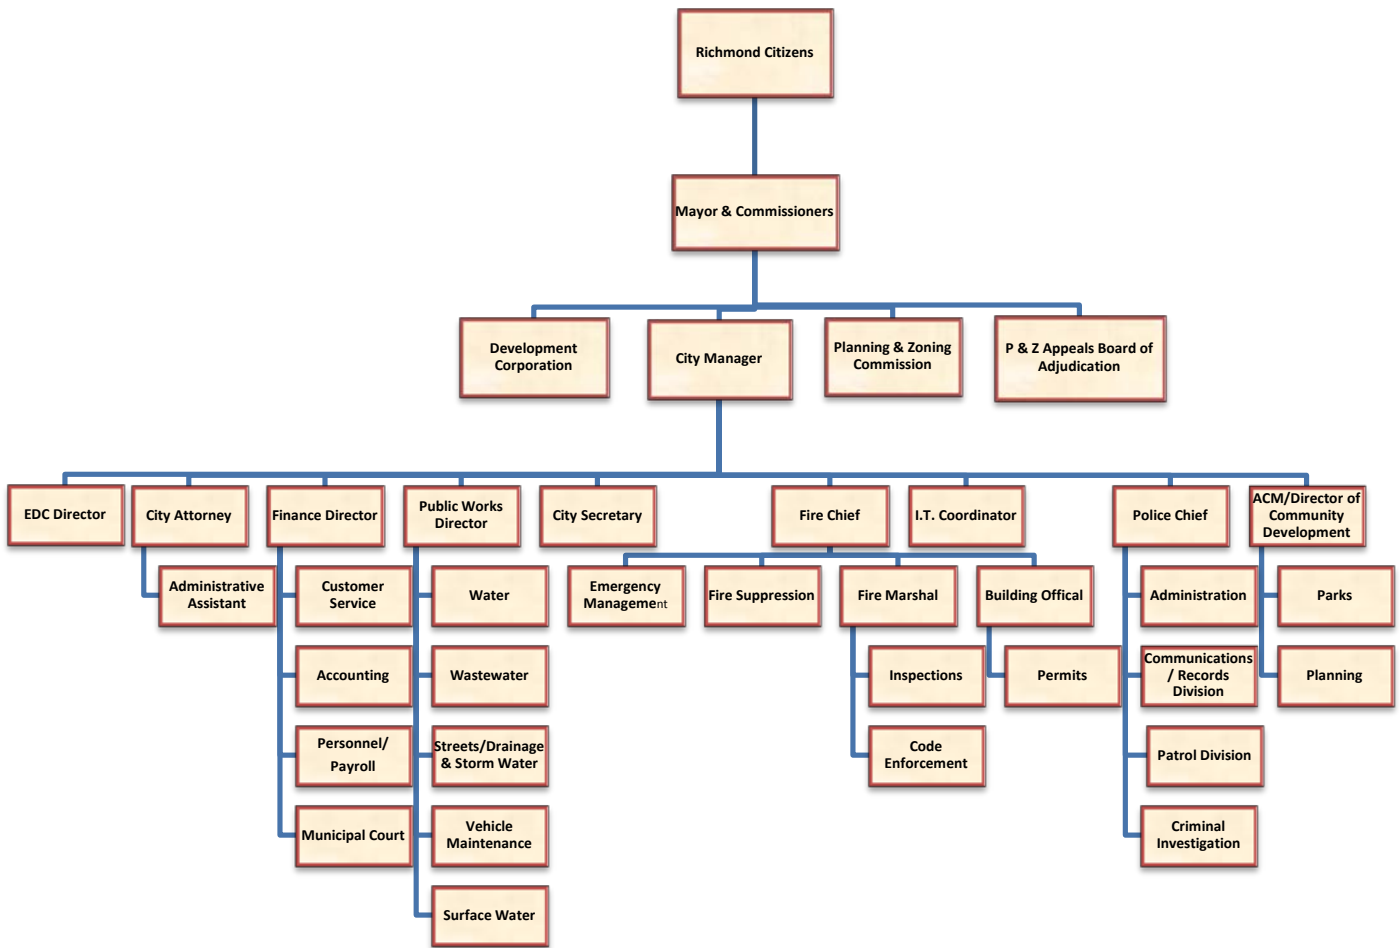 Richmond Citizens
Mayor & Commissioners
Development
Corporation
City Manager
Planning & Zoning
Commission
P & Z Appeals Board of
Adjudication
EDC Director
City Attorney
Finance Director
Public Works
Director
City Secretary
Fire Chief
I.T. Coordinator
Police Chief
ACM/Director of
Community
Development
Administrative
Assistant
Customer
Service
Water
Emergency
Management
Fire Suppression
Fire Marshal
Building Offical
Administration
Parks
Accounting
Wastewater
Inspections
Permits
Communications
/ Records
Division
Planning
Personnel/
Payroll
Streets/Drainage
& Storm Water
Code
Enforcement
Patrol Division
Municipal Court
Vehicle
Maintenance
Criminal
Investigation
Surface Water